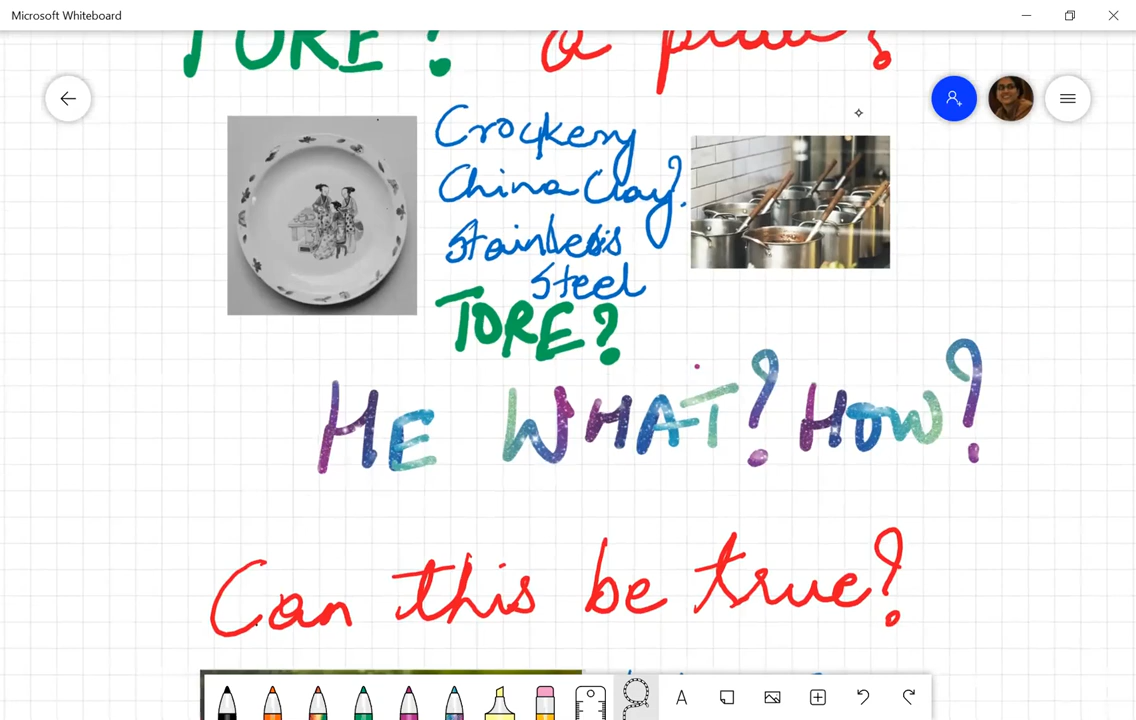 Microsoft Whiteboard
TORE?
Crockery
China Clay?
Stainless
Steel
TORE?
HE WHAT? HOW?
Can this be true?
A